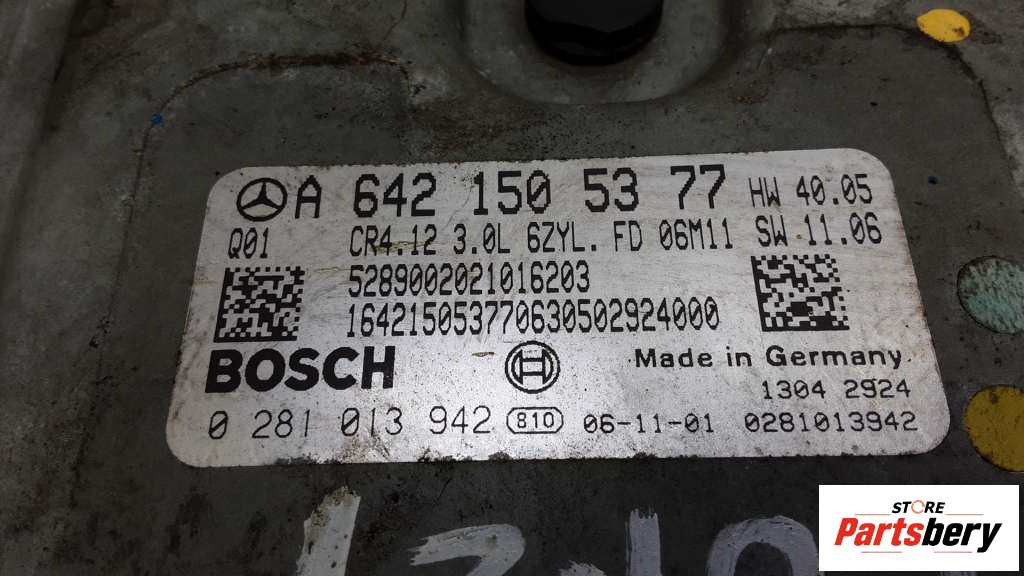 A 642 150 53 77 HW 40.05
Q01 CR4.12 3.0L 6ZYL. FD 06M11 SW 11.06
5289002021016203
164215053770630502924000
BOSCH Made in Germany
1304 2924
0 281 013 942 810 06-11-01 0281013942
STORE
Partsbery